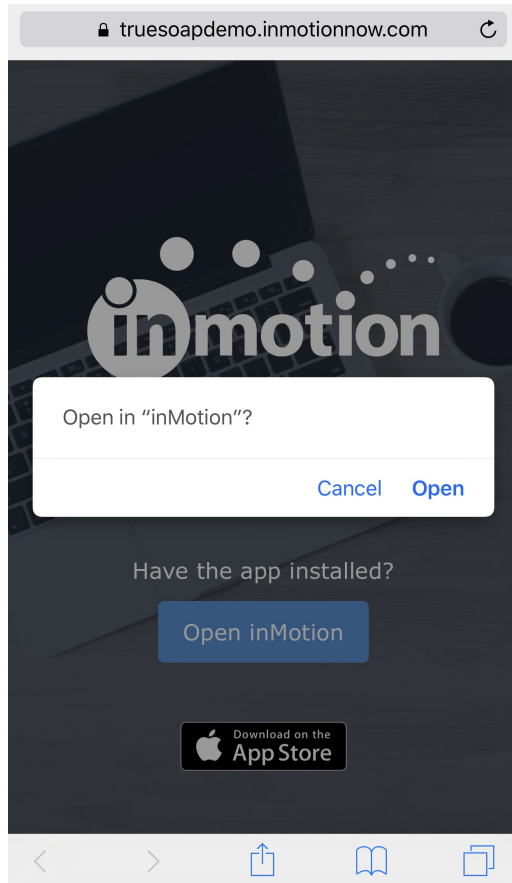 truesoapdemo.inmotionnow.com
inmotion
Open in “inMotion”?
Cancel Open
Have the app installed?
Open inMotion
Download on the
App Store